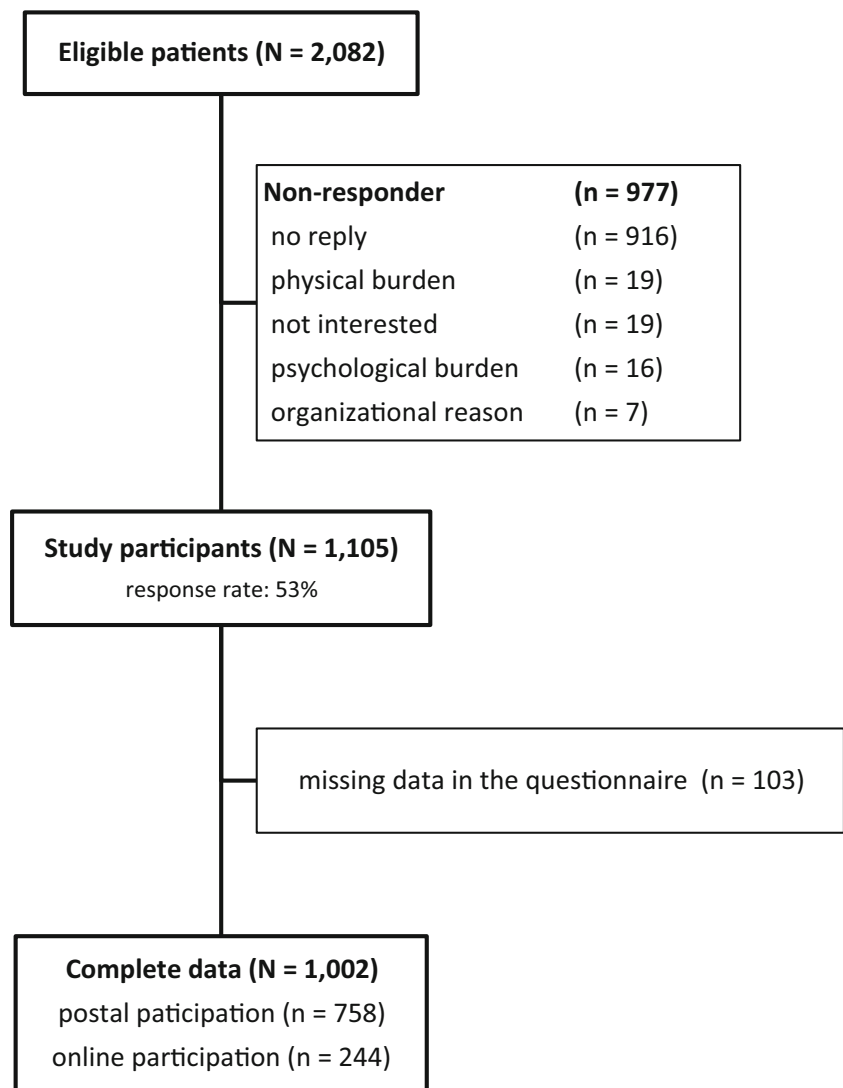 Eligible patients (N = 2,082)
Non-responder (n = 977)
no reply (n = 916)
physical burden (n = 19)
not interested (n = 19)
psychological burden (n = 16)
organizational reason (n = 7)
Study participants (N = 1,105)
response rate: 53%
missing data in the questionnaire (n = 103)
Complete data (N = 1,002)
postal paticipation (n = 758)
online participation (n = 244)